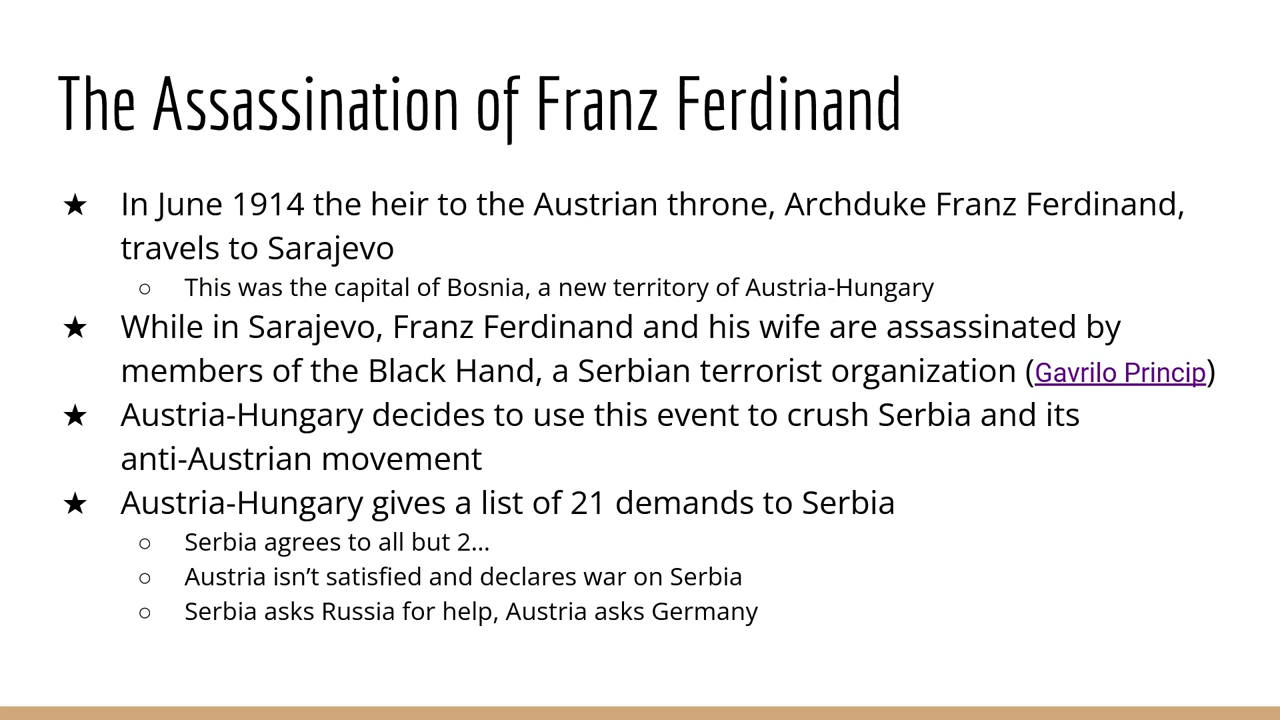 The Assassination of Franz Ferdinand
★ In June 1914 the heir to the Austrian throne, Archduke Franz Ferdinand,
travels to Sarajevo
○ This was the capital of Bosnia, a new territory of Austria-Hungary
★ While in Sarajevo, Franz Ferdinand and his wife are assassinated by
members of the Black Hand, a Serbian terrorist organization (Gavrilo Princip)
★ Austria-Hungary decides to use this event to crush Serbia and its
anti-Austrian movement
★ Austria-Hungary gives a list of 21 demands to Serbia
○ Serbia agrees to all but 2…
○ Austria isn’t satisfied and declares war on Serbia
○ Serbia asks Russia for help, Austria asks Germany